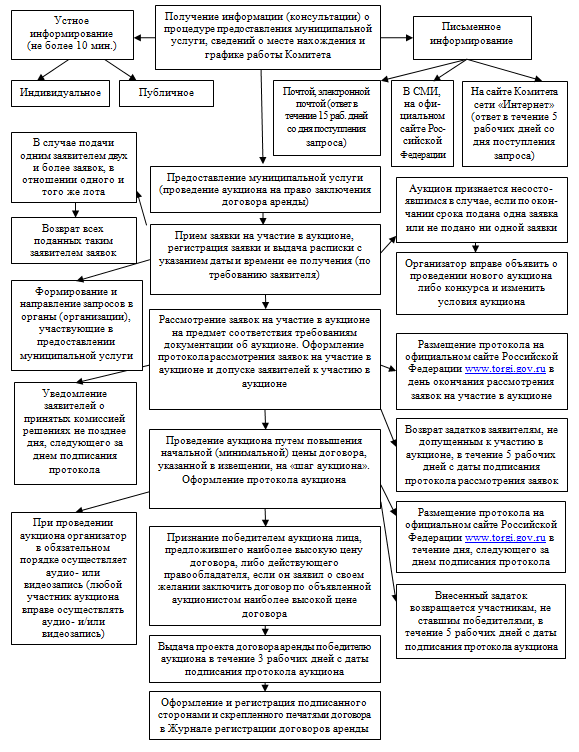 Устное
информирование
(не более 10 мин.)
Получение информации (консультации) о
процедуре предоставления муниципальной
услуги, сведений о месте нахождения и
графике работы Комитета
Письменное
информирование
Индивидуальное
Публичное
Почтой, электронной
почтой (ответ в
течение 15 раб. дней
со дня поступления
запроса)
В СМИ,
на офи-
циальном
сайте Рос-
сийской
Федерации
На сайте Комитета
сети «Интернет»
(ответ в течение 5
рабочих дней со
дня поступления
запроса)
В случае подачи
одним заявителем двух
и более заявок, в
отношении одного и
того же лота
Предоставление муниципальной услуги
(проведение аукциона на право заключения
договора аренды)
Аукцион признается несосто-
явшимся в случае, если по окон-
чании срока подана одна заявка
или не подано ни одной заявки
Возврат всех
поданных таким
заявителем заявок
Прием заявки на участие в аукционе,
регистрация заявки и выдача расписки с
указанием даты и времени ее получения (по
требованию заявителя)
Организатор вправе объявить о
проведении нового аукциона
либо конкурса и изменить
условия аукциона
Формирование и
направление запросов в
органы (организации),
участвующие в
предоставлении
муниципальной услуги
Рассмотрение заявок на участие в аукционе
на предмет соответствия требованиям
документации об аукционе. Оформление
протокола рассмотрения заявок на участие в
аукционе и допуске заявителей к участию в
аукционе
Размещение протокола на
официальном сайте Российской
Федерации www.torgi.gov.ru в
день окончания рассмотрения
заявок на участие в аукционе
Уведомление
заявителей о
принятых комиссией
решениях не позднее
дня, следующего за
днем подписания
протокола
Проведение аукциона путем повышения
начальной (минимальной) цены договора,
указанной в извещении, на «шаг аукциона».
Оформление протокола аукциона
Возврат задатков заявителям, не
допущенным к участию в
аукционе, в течение 5 рабочих
дней с даты подписания
протокола рассмотрения заявок
При проведении
аукциона организатор
в обязательном
порядке осуществляет
аудио- или
видеозапись (любой
участник аукциона
вправе осуществлять
аудио- и/или
видеозапись)
Признание победителем аукциона лица,
предложившего наиболее высокую цену
договора, либо действующего
правообладателя, если он заявил о своем
желании заключить договор по объявленной
аукционистом наиболее высокой цене
договора
Размещение протокола на
официальном сайте Российской
Федерации www.torgi.gov.ru в
течение дня, следующего за
днем подписания протокола
Внесенный задаток
возвращается участникам, не
ставшим победителями, в
течение 5 рабочих дней с даты
подписания протокола аукциона
Выдача проекта договора аренды победителю
аукциона в течение 3 рабочих дней с даты
подписания протокола аукциона
Оформление и регистрация подписанного
сторонами и скрепленного печатями договора
в Журнале регистрации договоров аренды